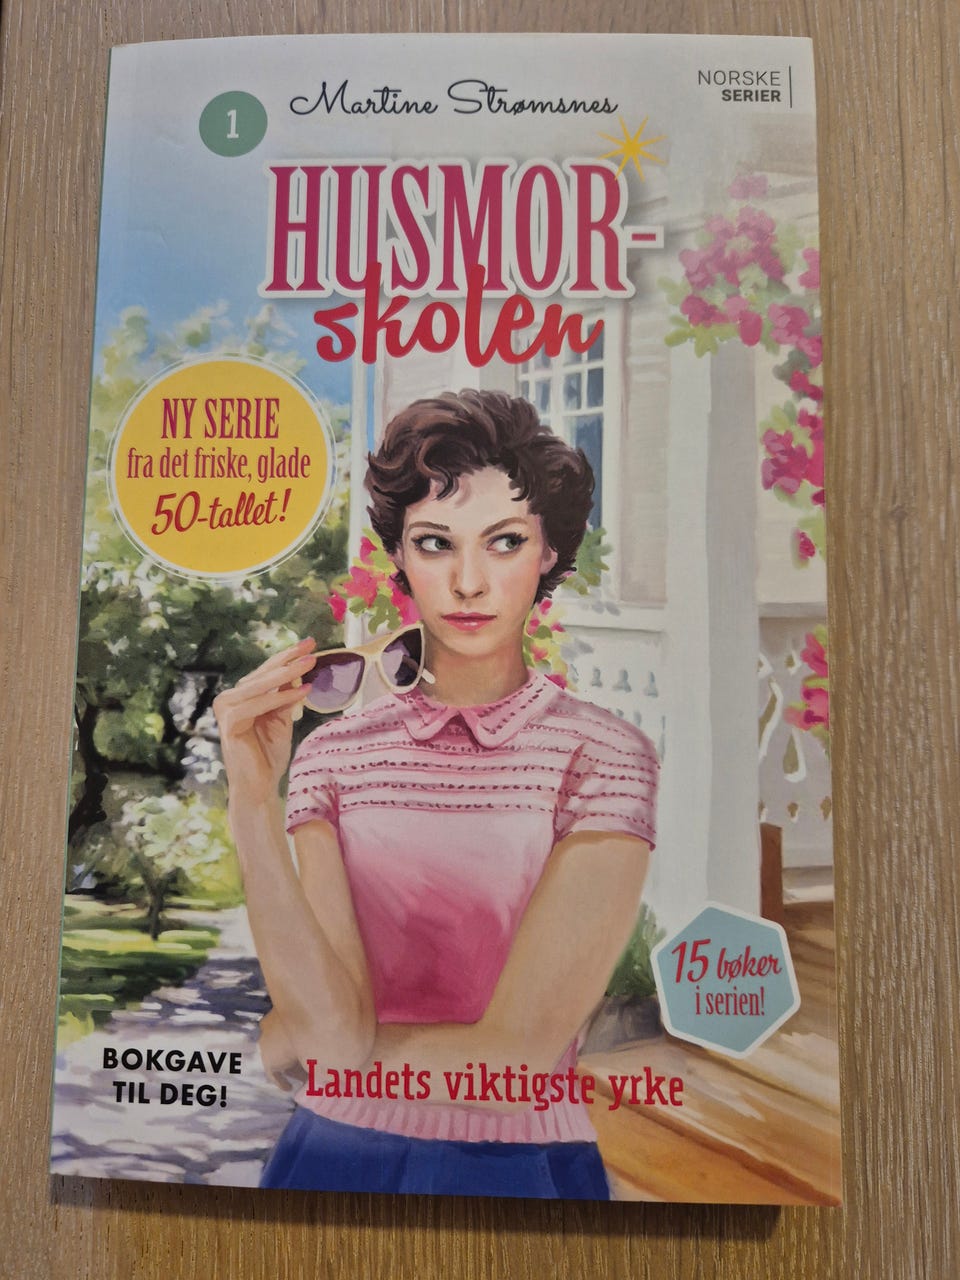 1
Martine Strømsnes
NORSKE
SERIER
HUSMOR-
skolen
NY SERIE
fra det friske, glade
50-tallet!
15 bøker
i serien!
BOKGAVE
TIL DEG!
Landets viktigste yrke